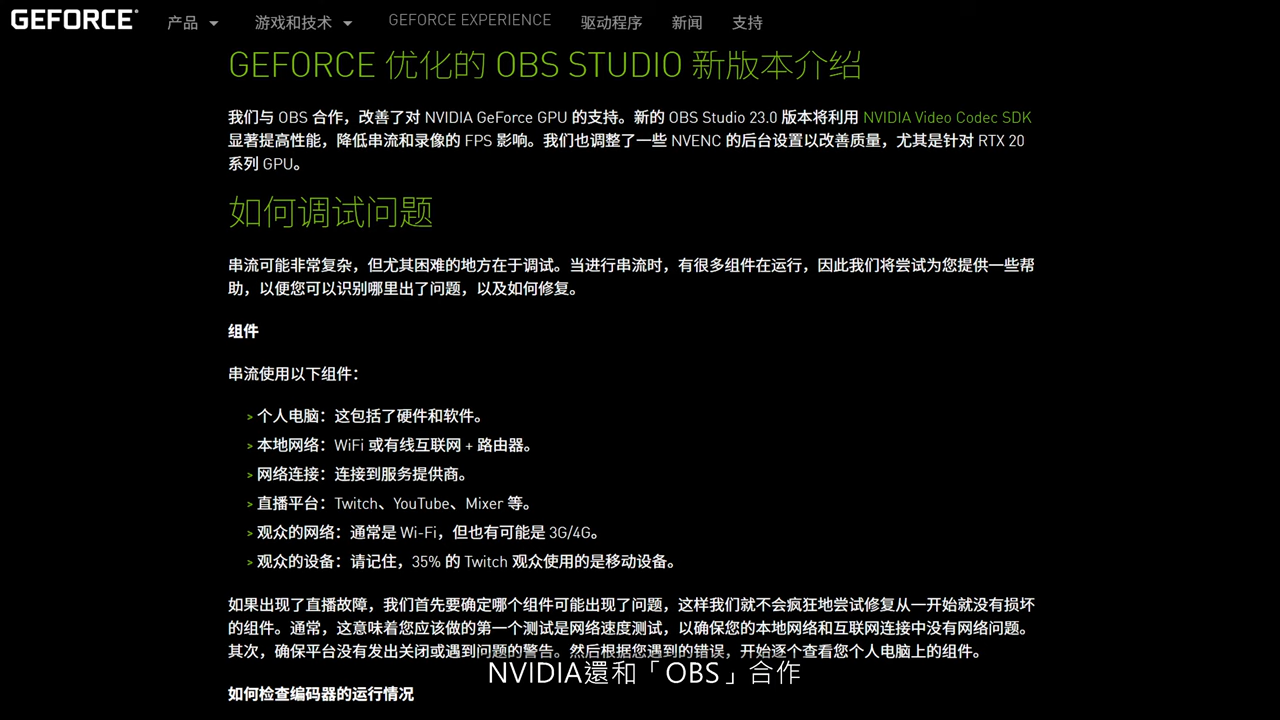 GEFORCE 产品 游戏和技术 GEFORCE EXPERIENCE 驱动程序 新闻 支持
GEFORCE 优化的 OBS STUDIO 新版本介绍
我们与 OBS 合作，改善了对 NVIDIA GeForce GPU 的支持。新的 OBS Studio 23.0 版本将利用 NVIDIA Video Codec SDK
显著提高性能，降低串流和录像的 FPS 影响。我们也调整了一些 NVENC 的后台设置以改善质量，尤其是针对 RTX 20
系列 GPU。
如何调试问题
串流可能非常复杂，但尤其困难的地方在于调试。当进行串流时，有很多组件在运行，因此我们将尝试为您提供一些帮
助，以便您可以识别哪里出了问题，以及如何修复。
组件
串流使用以下组件：
> 个人电脑：这包括了硬件和软件。
> 本地网络：WiFi 或有线互联网 + 路由器。
> 网络连接：连接到服务提供商。
> 直播平台：Twitch、YouTube、Mixer 等。
> 观众的网络：通常是 Wi-Fi，但也有可能是 3G/4G。
> 观众的设备：请记住，35% 的 Twitch 观众使用的是移动设备。
如果出现了直播故障，我们首先要确定哪个组件可能出现了问题，这样我们就不会疯狂地尝试修复从一开始就没有损坏
的组件。通常，这意味着您应该做的第一个测试是网络速度测试，以确保您的本地网络和互联网连接中没有网络问题。
其次，确保平台没有发出关闭或遇到问题的警告。然后根据您遇到的错误，开始逐个查看您个人电脑上的组件。
NVIDIA還和「OBS」合作
如何检查编码器的运行情况